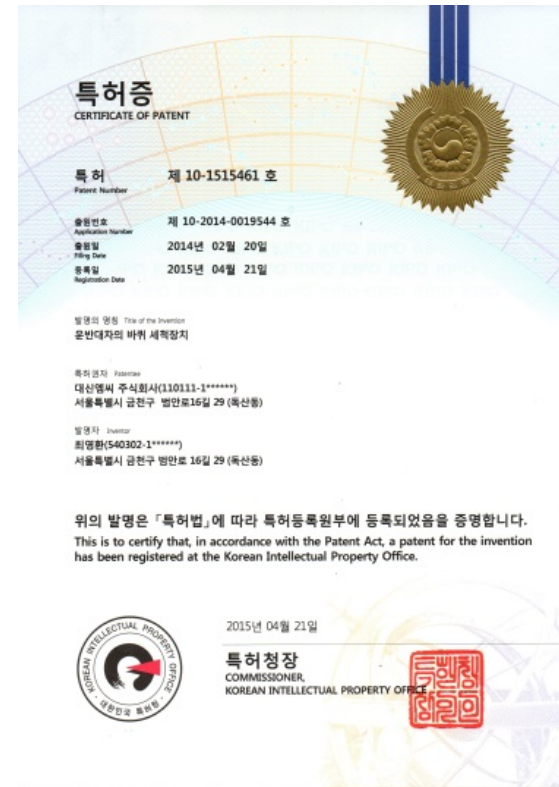 특허증
CERTIFICATE OF PATENT
특 허 제 10-1515461 호
Patent Number
출원번호 제 10-2014-0019544 호
Application Number
출원일 2014년 02월 20일
Filing Date
등록일 2015년 04월 21일
Registration Date
발명의 명칭 Title of the Invention
운반대차의 바퀴 세척장치
특허권자 Patentee
대신엠씨 주식회사(110111-1******)
서울특별시 금천구 범안로16길 29 (독산동)
발명자 Inventor
최명환(540302-1******)
서울특별시 금천구 범안로 16길 29 (독산동)
위의 발명은 「특허법」에 따라 특허등록원부에 등록되었음을 증명합니다.
This is to certify that, in accordance with the Patent Act, a patent for the invention
has been registered at the Korean Intellectual Property Office.
2015년 04월 21일
특허청장
COMMISSIONER,
KOREAN INTELLECTUAL PROPERTY OFFICE
KOREAN INTELLECTUAL PROPERTY OFFICE
대한민국 특허청